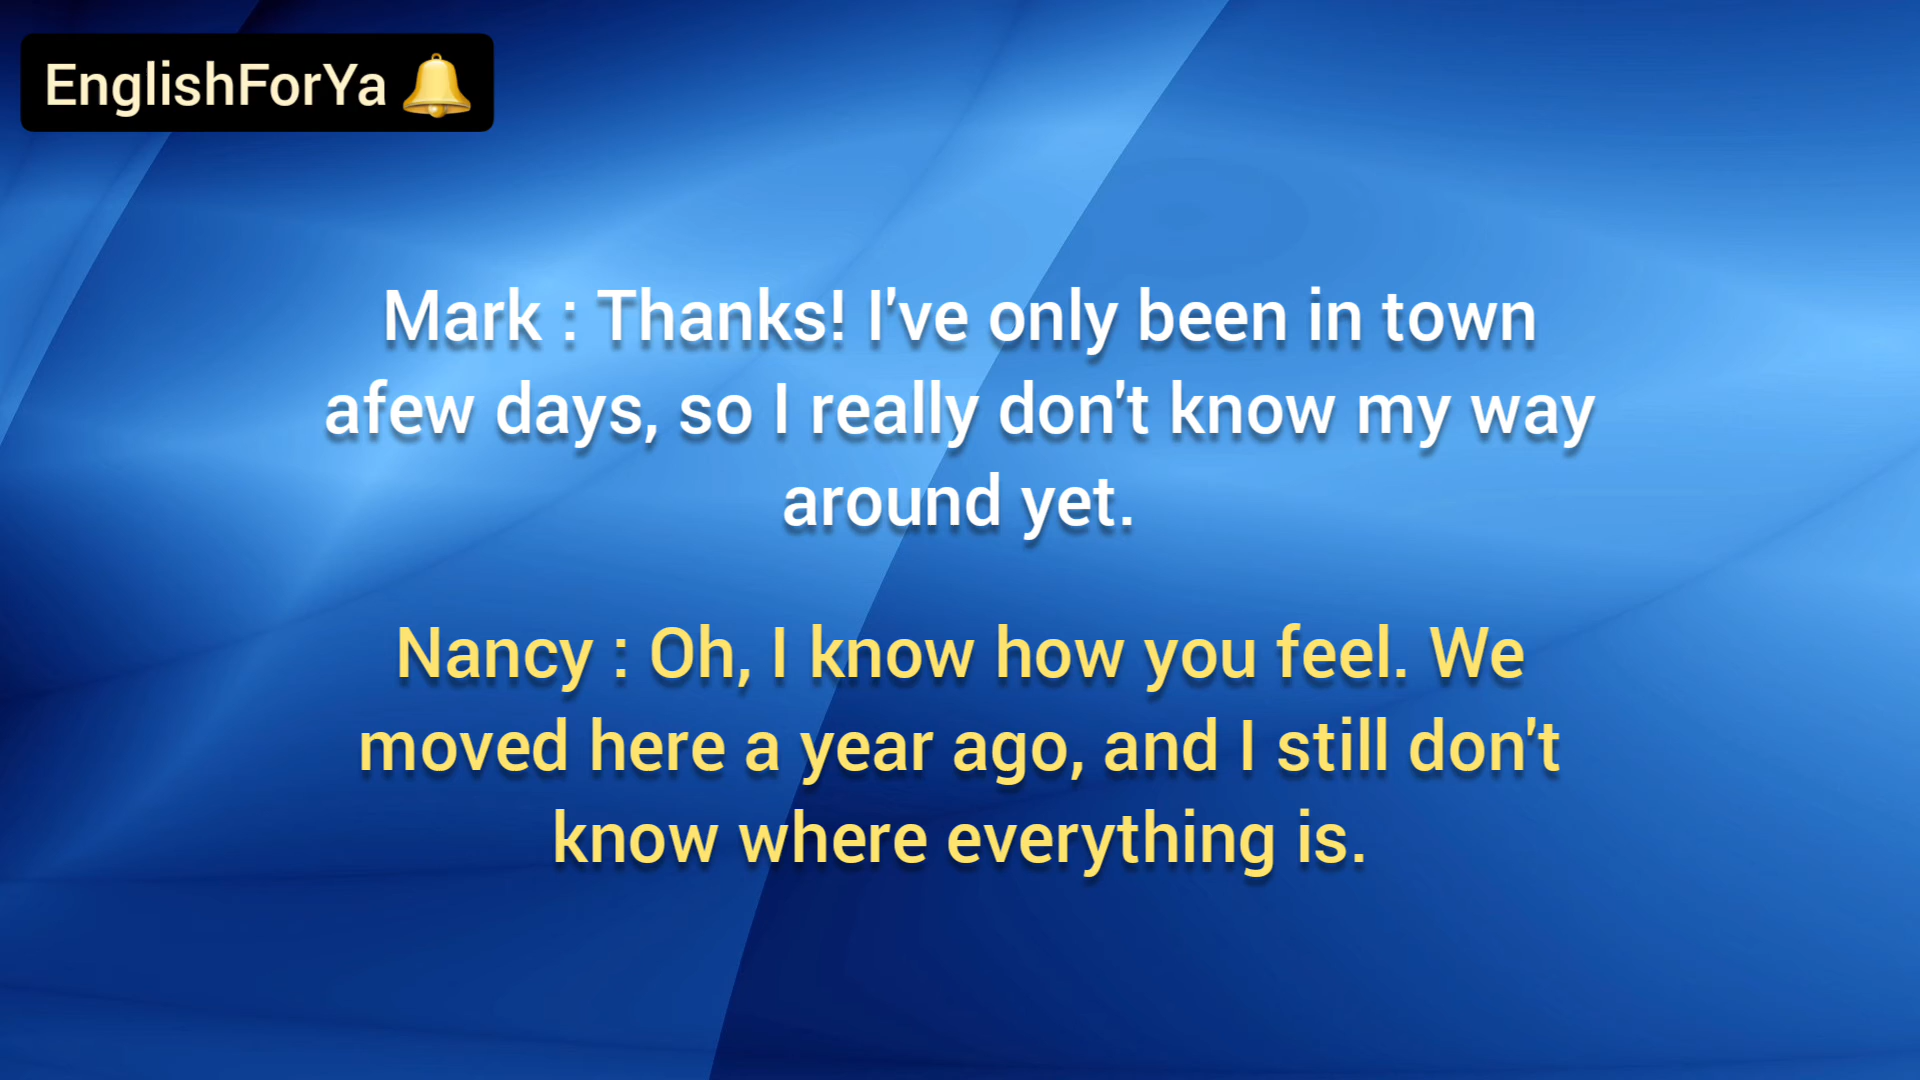 EnglishForYa 🔔
Mark : Thanks! I've only been in town
afew days, so I really don't know my way
around yet.
Nancy : Oh, I know how you feel. We
moved here a year ago, and I still don't
know where everything is.